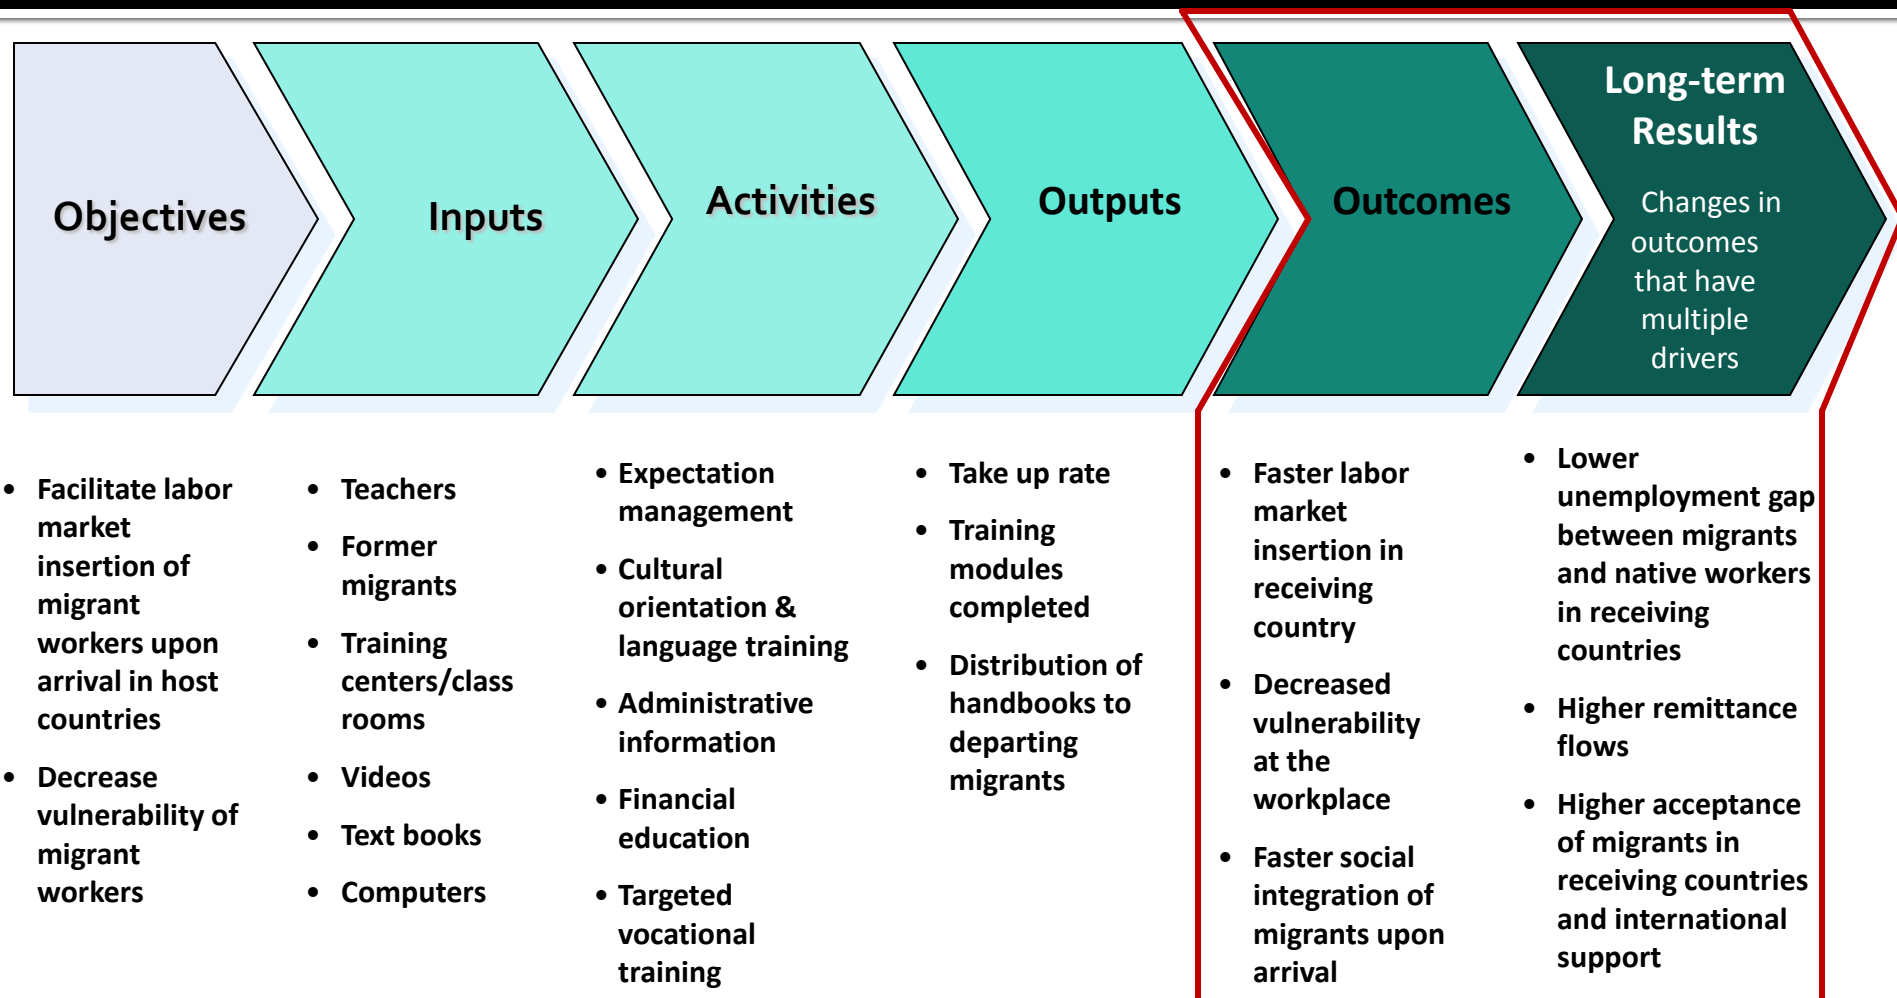 Objectives
Inputs
Activities
Outputs
Outcomes
Long-term
Results
Changes in
outcomes
that have
multiple
drivers
• Facilitate labor
market
insertion of
migrant
workers upon
arrival in host
countries
• Decrease
vulnerability of
migrant
workers
• Teachers
• Former
migrants
• Training
centers/class
rooms
• Videos
• Text books
• Computers
• Expectation
management
• Cultural
orientation &
language training
• Administrative
information
• Financial
education
• Targeted
vocational
training
• Take up rate
• Training
modules
completed
• Distribution of
handbooks to
departing
migrants
• Faster labor
market
insertion in
receiving
country
• Decreased
vulnerability
at the
workplace
• Faster social
integration of
migrants upon
arrival
• Lower
unemployment gap
between migrants
and native workers
in receiving
countries
• Higher remittance
flows
• Higher acceptance
of migrants in
receiving countries
and international
support